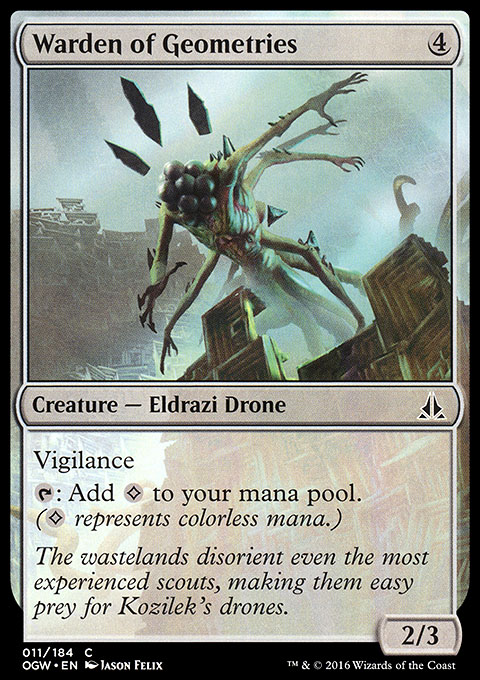 Warden of Geometries 4
Creature — Eldrazi Drone
Vigilance
: Add ◇ to your mana pool.
(◇ represents colorless mana.)
The wastelands disorient even the most
experienced scouts, making them easy
prey for Kozilek's drones.
2/3
011/184 C
OGW • EN Jason Felix
™ & © 2016 Wizards of the Coast